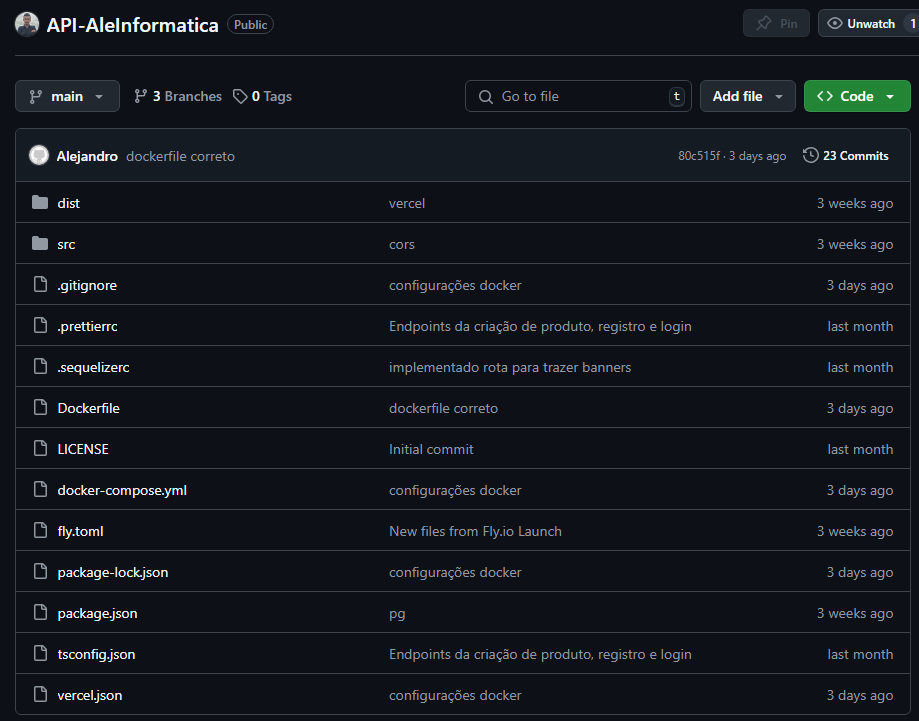 API-AleInformatica Public Pin Unwatch 1
main 3 Branches 0 Tags Go to file t Add file Code
Alejandro dockerfile correto 80c515f · 3 days ago 23 Commits
dist vercel 3 weeks ago
src cors 3 weeks ago
.gitignore configurações docker 3 days ago
.prettierrc Endpoints da criação de produto, registro e login last month
.sequelizerc implementado rota para trazer banners last month
Dockerfile dockerfile correto 3 days ago
LICENSE Initial commit last month
docker-compose.yml configurações docker 3 days ago
fly.toml New files from Fly.io Launch 3 weeks ago
package-lock.json configurações docker 3 days ago
package.json pg 3 weeks ago
tsconfig.json Endpoints da criação de produto, registro e login last month
vercel.json configurações docker 3 days ago